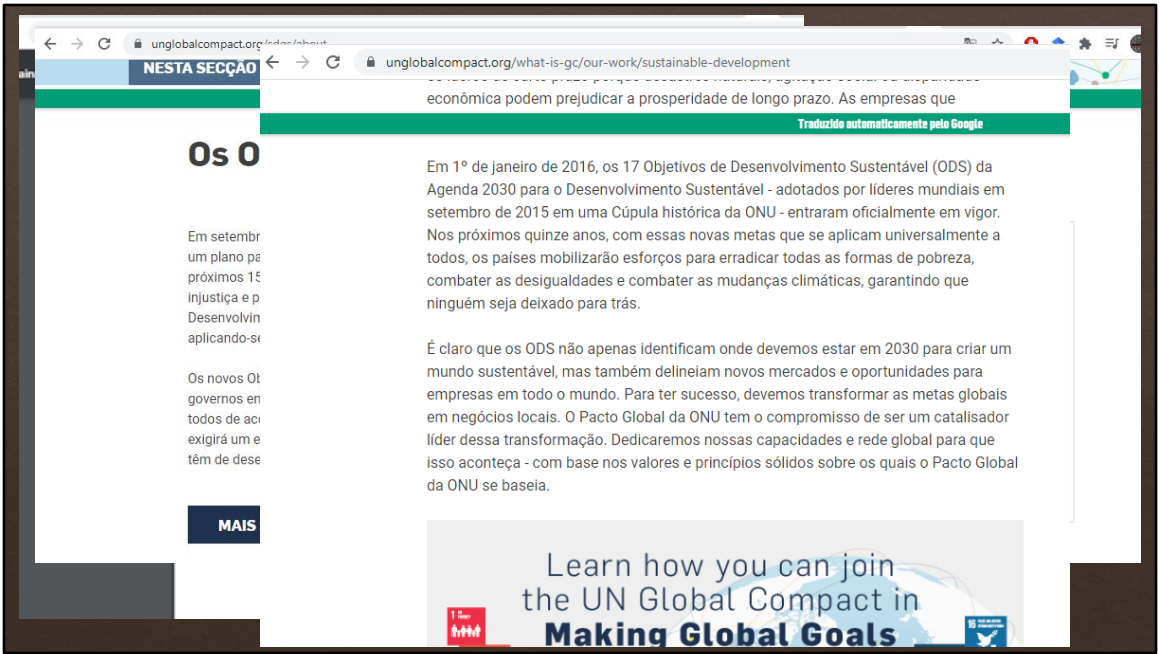 unglobalcompact.org/sdgs/about
NESTA SECÇÃO
Os O
Em setembr
um plano pa
próximos 15
injustiça e p
Desenvolvim
aplicando-se
Os novos Ob
governos en
todos de aco
exigirá um e
têm de dese
MAIS
unglobalcompact.org/what-is-gc/our-work/sustainable-development
econômica podem prejudicar a prosperidade de longo prazo. As empresas que
Traduzido automaticamente pelo Google
Em 1º de janeiro de 2016, os 17 Objetivos de Desenvolvimento Sustentável (ODS) da
Agenda 2030 para o Desenvolvimento Sustentável - adotados por líderes mundiais em
setembro de 2015 em uma Cúpula histórica da ONU - entraram oficialmente em vigor.
Nos próximos quinze anos, com essas novas metas que se aplicam universalmente a
todos, os países mobilizarão esforços para erradicar todas as formas de pobreza,
combater as desigualdades e combater as mudanças climáticas, garantindo que
ninguém seja deixado para trás.
É claro que os ODS não apenas identificam onde devemos estar em 2030 para criar um
mundo sustentável, mas também delineiam novos mercados e oportunidades para
empresas em todo o mundo. Para ter sucesso, devemos transformar as metas globais
em negócios locais. O Pacto Global da ONU tem o compromisso de ser um catalisador
líder dessa transformação. Dedicaremos nossas capacidades e rede global para que
isso aconteça - com base nos valores e princípios sólidos sobre os quais o Pacto Global
da ONU se baseia.
Learn how you can join
the UN Global Compact in
Making Global Goals
1
16